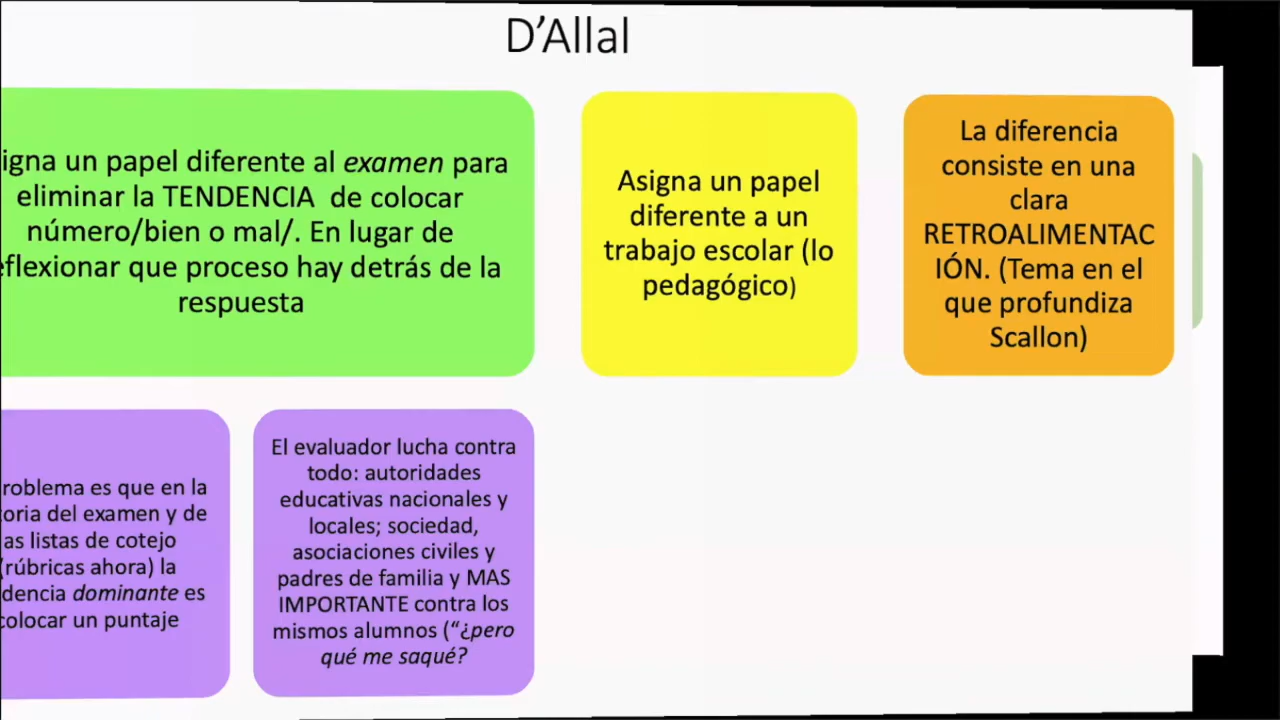 D’Allal
igna un papel diferente al examen para
eliminar la TENDENCIA de colocar
número/bien o mal/. En lugar de
eflexionar que proceso hay detrás de la
respuesta
Asigna un papel
diferente a un
trabajo escolar (lo
pedagógico)
La diferencia
consiste en una
clara
RETROALIMENTAC
IÓN. (Tema en el
que profundiza
Scallon)
roblema es que en la
toria del examen y de
as listas de cotejo
(rúbricas ahora) la
dencia dominante es
colocar un puntaje
El evaluador lucha contra
todo: autoridades
educativas nacionales y
locales; sociedad,
asociaciones civiles y
padres de familia y MAS
IMPORTANTE contra los
mismos alumnos (“¿pero
qué me saqué?